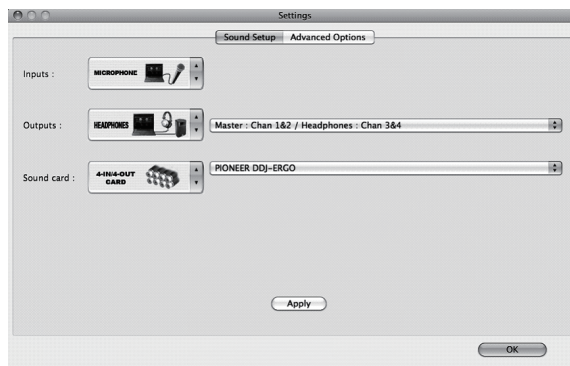 Settings
Sound Setup Advanced Options
Inputs : MICROPHONE
Outputs : HEADPHONES Master : Chan 1&2 / Headphones : Chan 3&4
Sound card : 4-IN/4-OUT CARD PIONEER DDJ-ERGO
Apply
OK